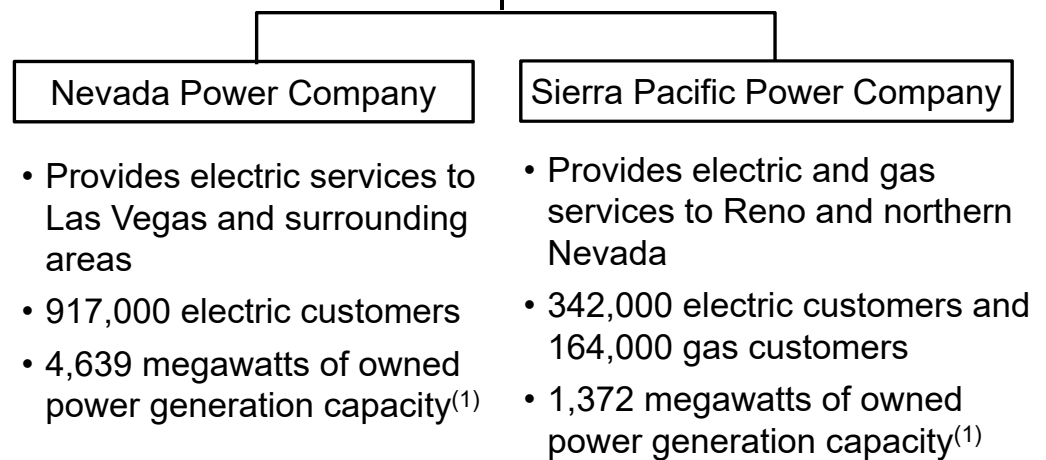 Nevada Power Company
• Provides electric services to
Las Vegas and surrounding
areas
• 917,000 electric customers
• 4,639 megawatts of owned
power generation capacity(1)
Sierra Pacific Power Company
• Provides electric and gas
services to Reno and northern
Nevada
• 342,000 electric customers and
164,000 gas customers
• 1,372 megawatts of owned
power generation capacity(1)